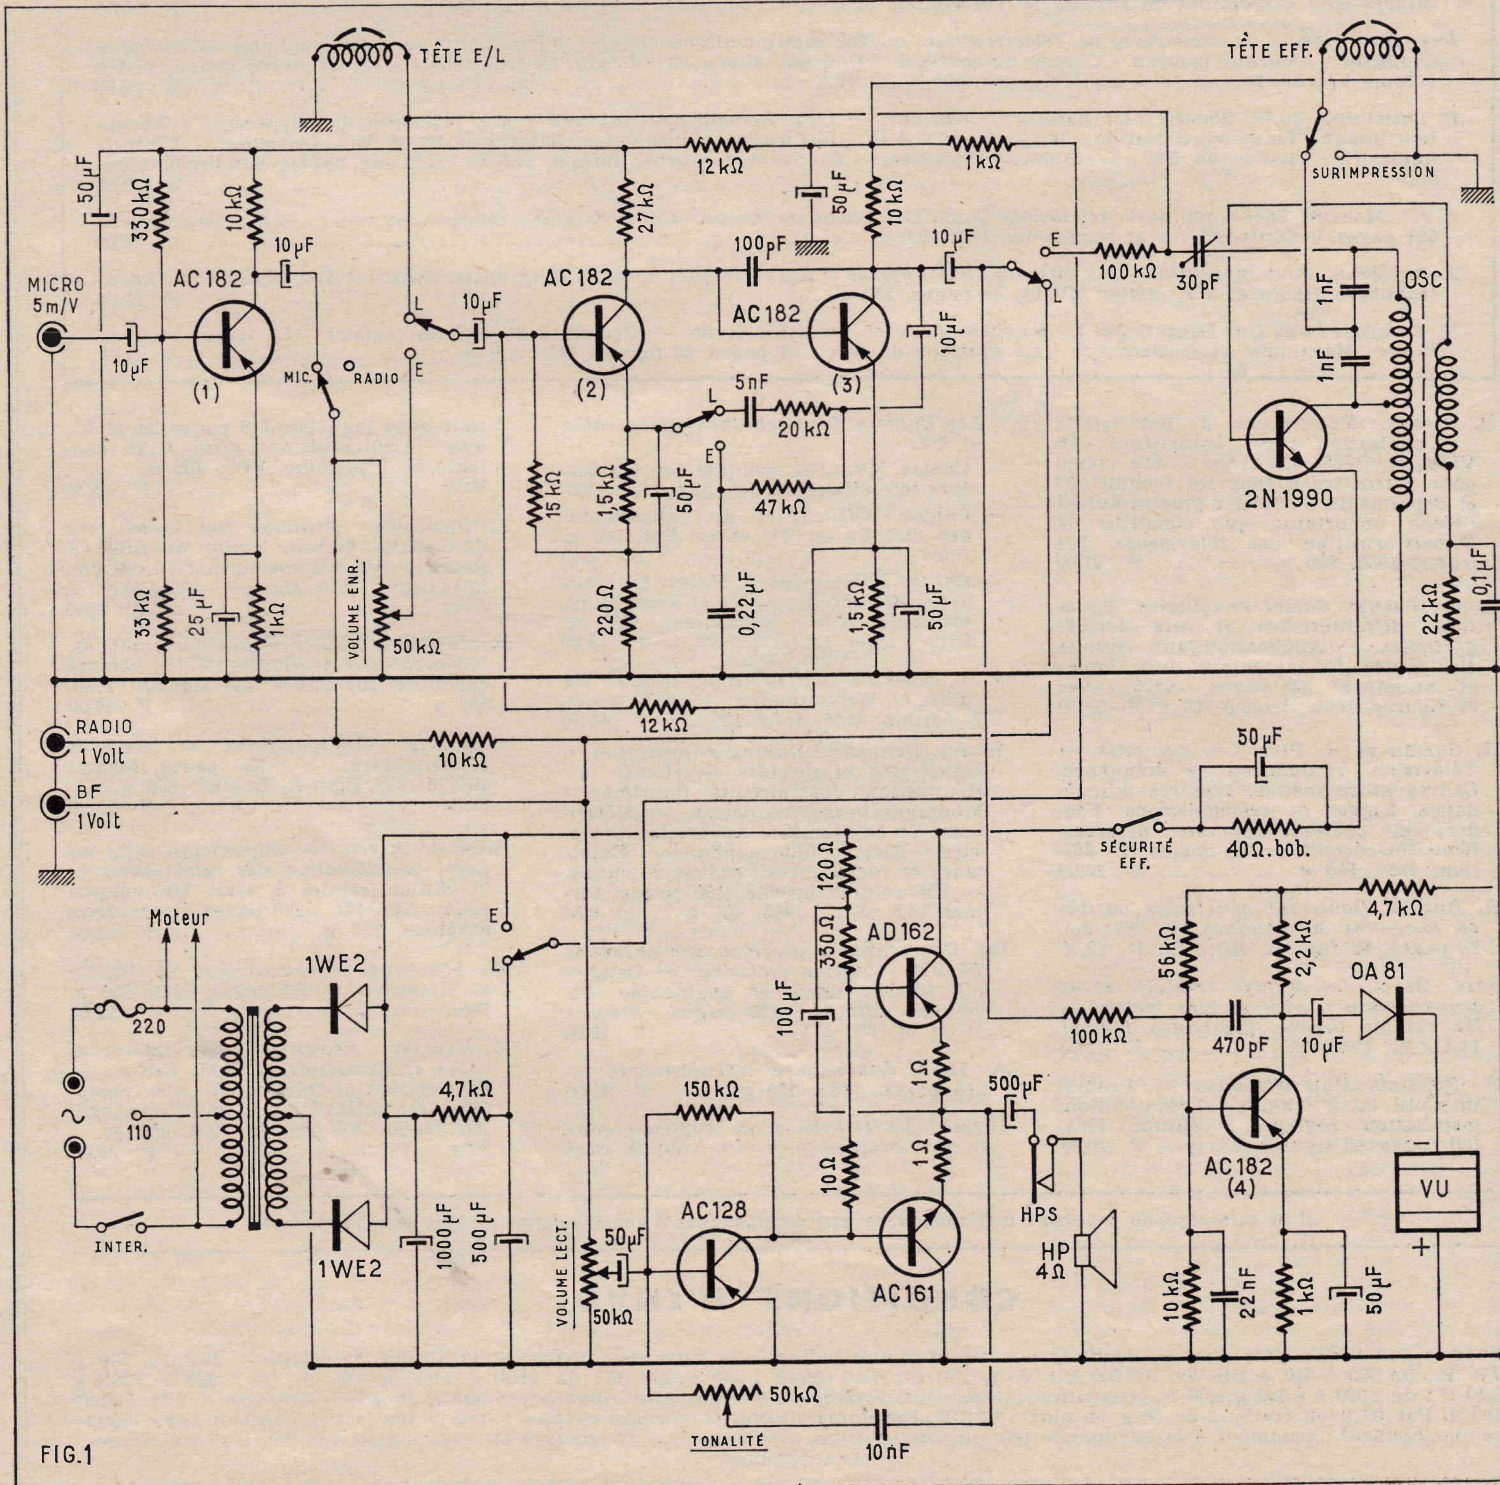 TÊTE E/L
TÊTE EFF.
SURIMPRESSION
50µF
330kΩ
10kΩ
10µF
12kΩ
27kΩ
50µF
10kΩ
1kΩ
100pF
10µF
E
L
100kΩ
30pF
1nF
1nF
OSC
MICRO
5m/V
10µF
AC182
(1)
MIC.
RADIO
L
E
10µF
AC182
(2)
AC182
(3)
10µF
5nF
L
E
20kΩ
47kΩ
2N1990
33kΩ
25µF
1kΩ
VOLUME ENR.
50kΩ
15kΩ
1,5kΩ
50µF
220Ω
0,22µF
1,5kΩ
50µF
22kΩ
0,1µF
12kΩ
RADIO
1Volt
10kΩ
BF
1Volt
50µF
SÉCURITÉ
EFF.
40Ω.bob.
4,7kΩ
Moteur
1WE2
220
110
INTER.
1WE2
E
L
4,7kΩ
1000µF
500µF
120Ω
330Ω
AD162
100µF
1Ω
1Ω
10Ω
150kΩ
AC128
AC161
VOLUME LECT.
50µF
50kΩ
500µF
HPS
HP
4Ω
100kΩ
56kΩ
2,2kΩ
470pF
10µF
OA81
AC182
(4)
10kΩ
22nF
1kΩ
50µF
−
VU
+
50kΩ
TONALITÉ
10nF
FIG.1